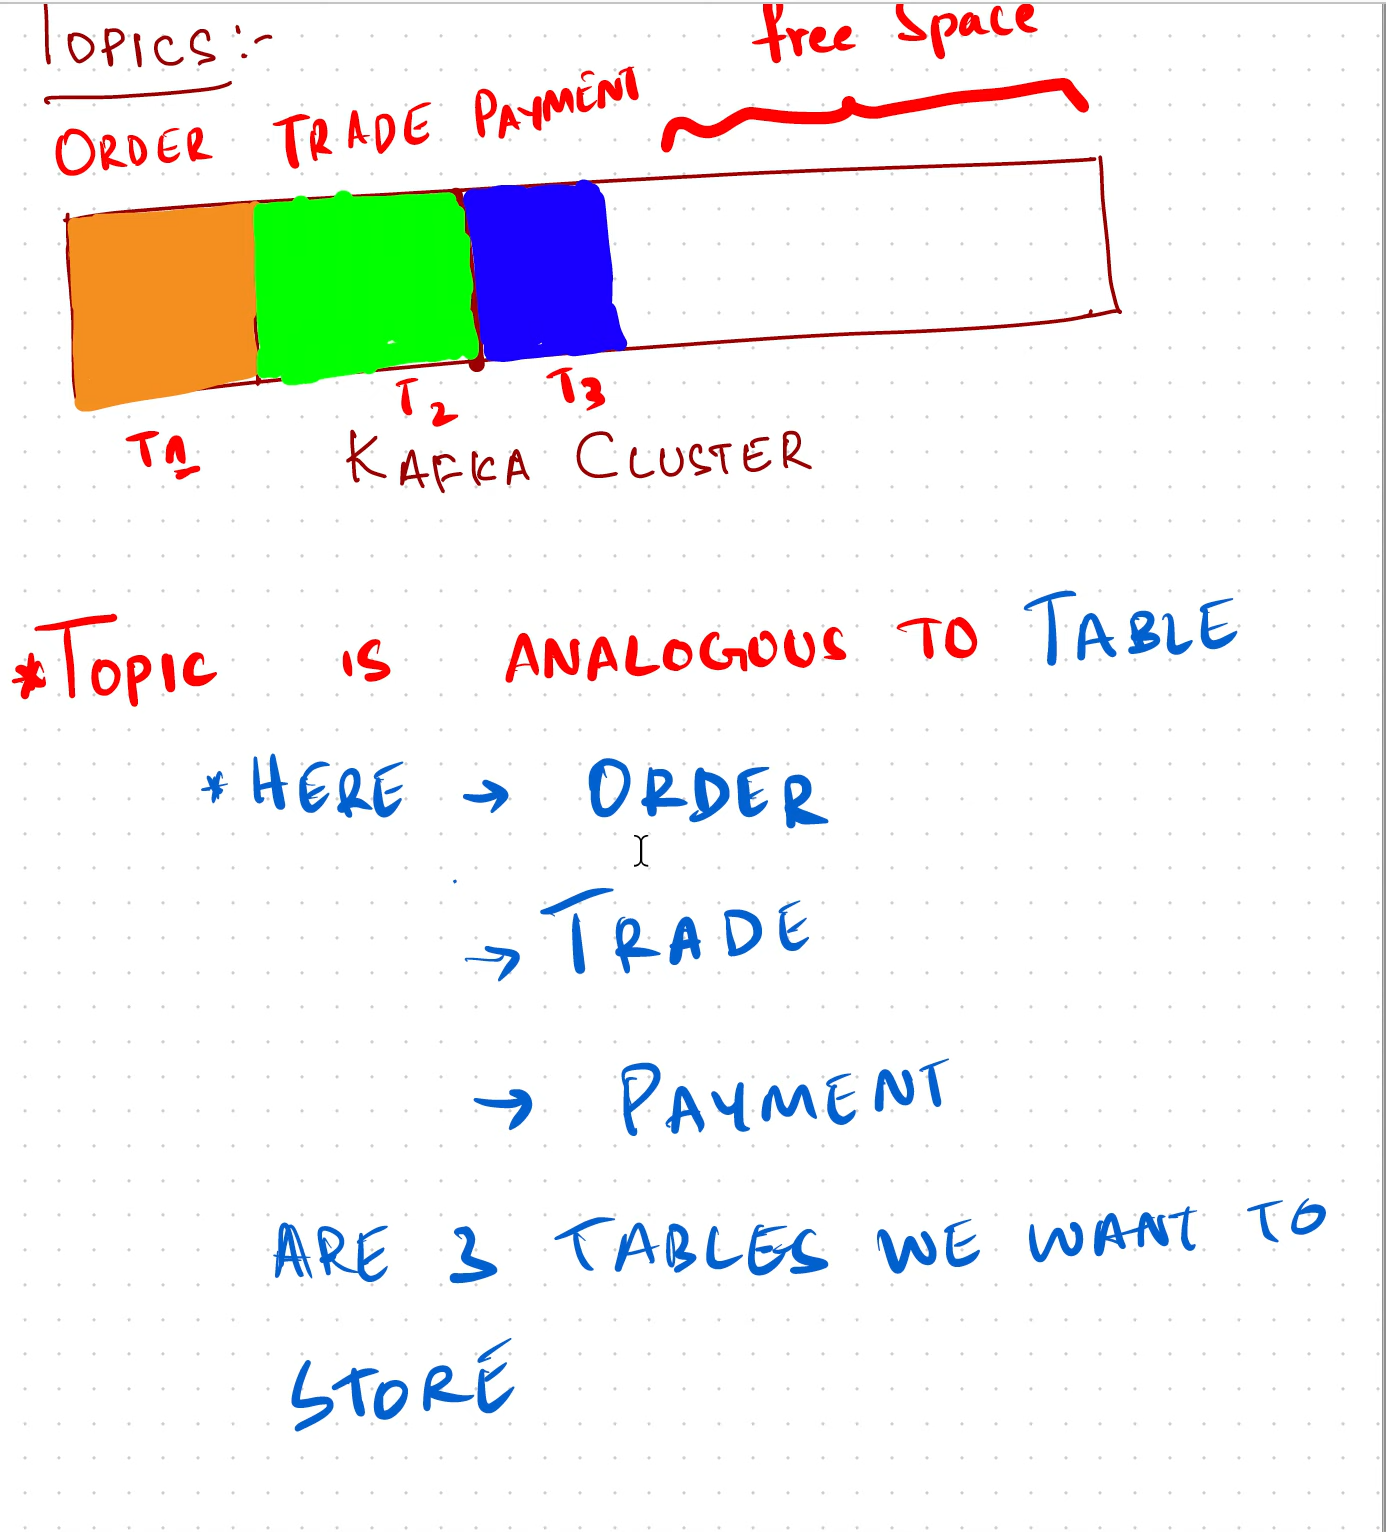 TOPICS :-
free Space
ORDER TRADE PAYMENT
T2 T3
T1
KAFKA CLUSTER
*TOPIC IS ANALOGOUS TO TABLE
* HERE → ORDER
→ TRADE
→ PAYMENT
ARE 3 TABLES WE WANT TO
STORE